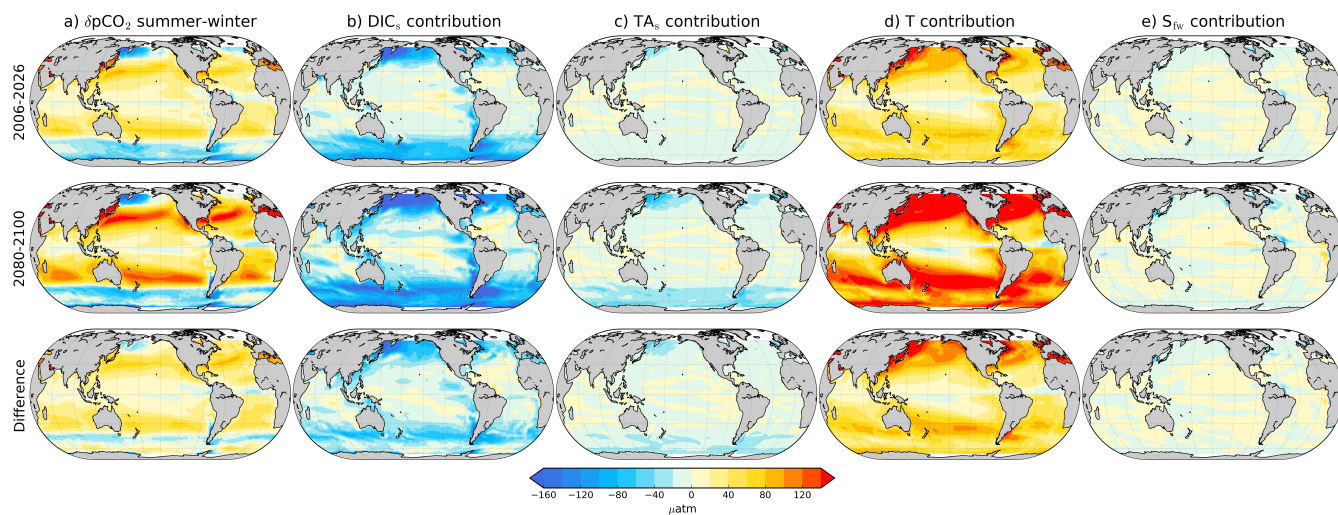 a) δpCO₂ summer-winter
b) DICₛ contribution
c) TAₛ contribution
d) T contribution
e) S_fw contribution
2006-2026
2080-2100
Difference
−160 −120 −80 −40 0 40 80 120
μatm